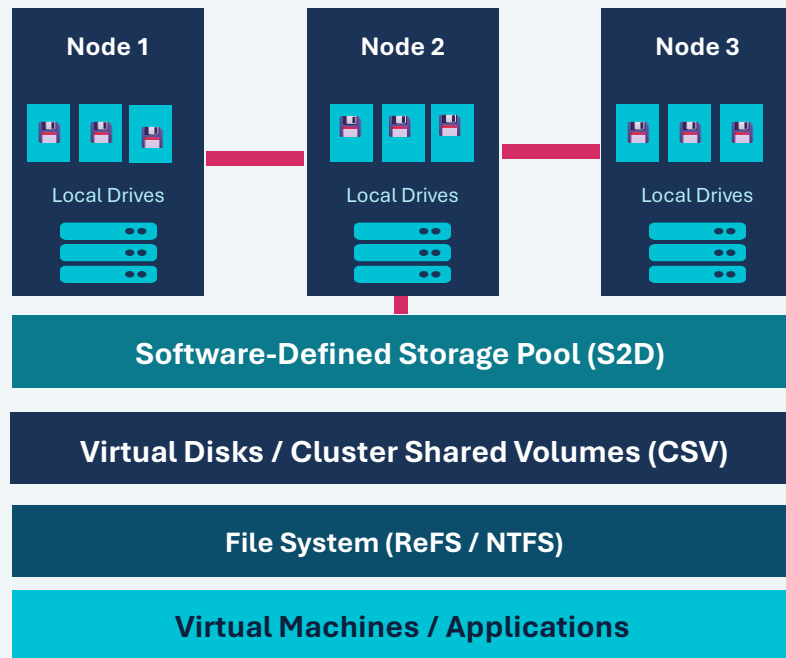 Node 1
Node 2
Node 3
Local Drives
Local Drives
Local Drives
Software-Defined Storage Pool (S2D)
Virtual Disks / Cluster Shared Volumes (CSV)
File System (ReFS / NTFS)
Virtual Machines / Applications